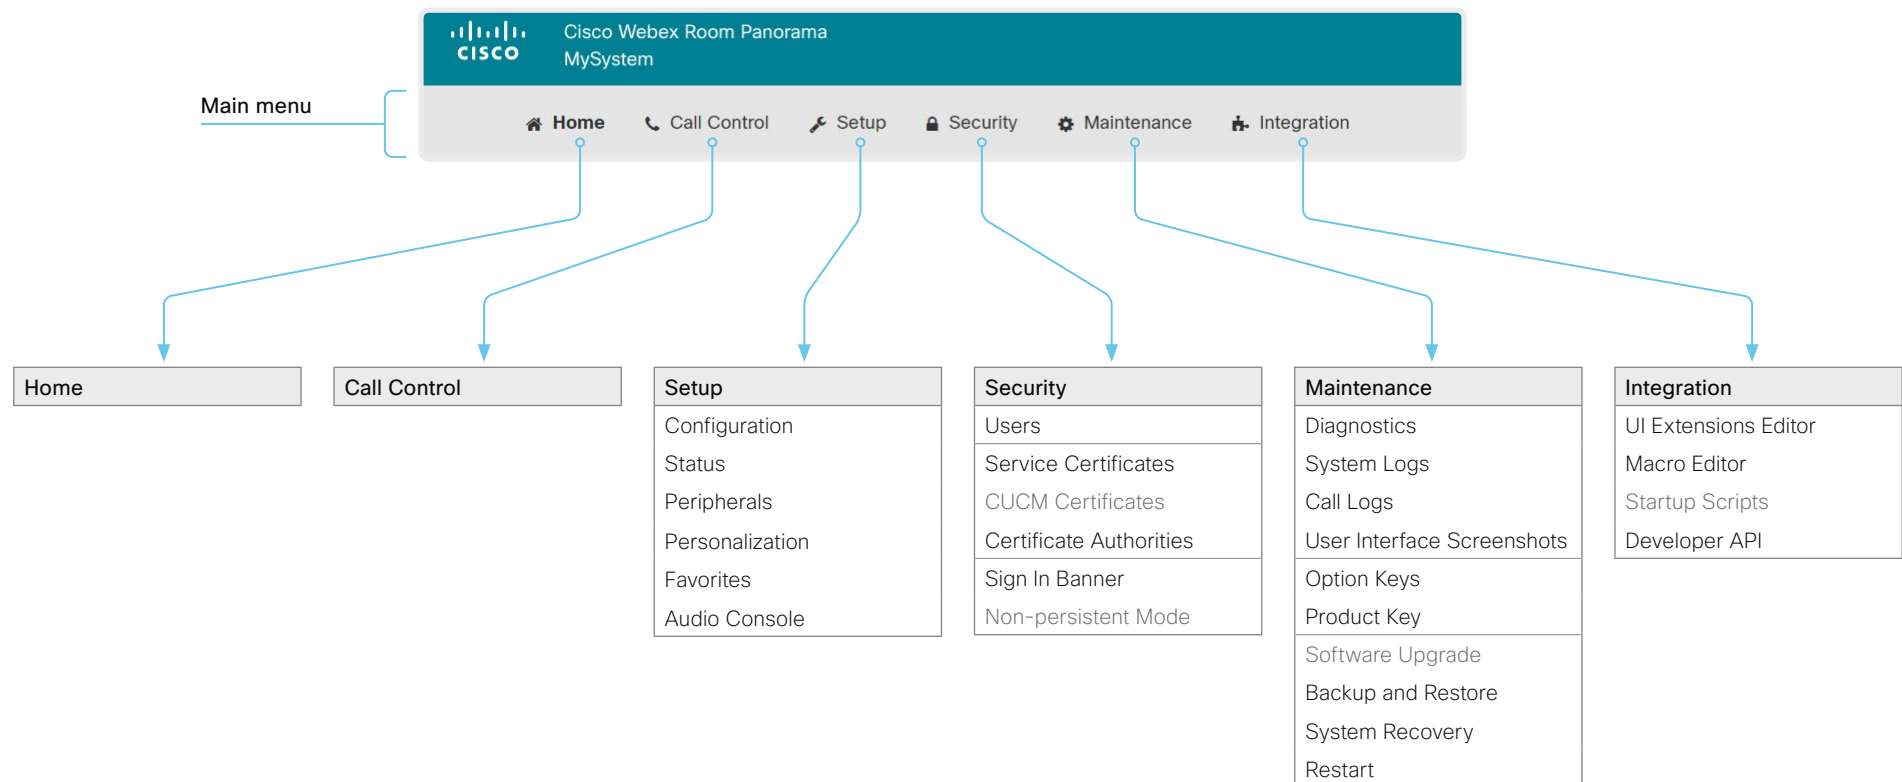 CISCO
Cisco Webex Room Panorama
MySystem
Main menu
Home Call Control Setup Security Maintenance Integration
Home
Call Control
Setup
Configuration
Status
Peripherals
Personalization
Favorites
Audio Console
Security
Users
Service Certificates
CUCM Certificates
Certificate Authorities
Sign In Banner
Non-persistent Mode
Maintenance
Diagnostics
System Logs
Call Logs
User Interface Screenshots
Option Keys
Product Key
Software Upgrade
Backup and Restore
System Recovery
Restart
Integration
UI Extensions Editor
Macro Editor
Startup Scripts
Developer API